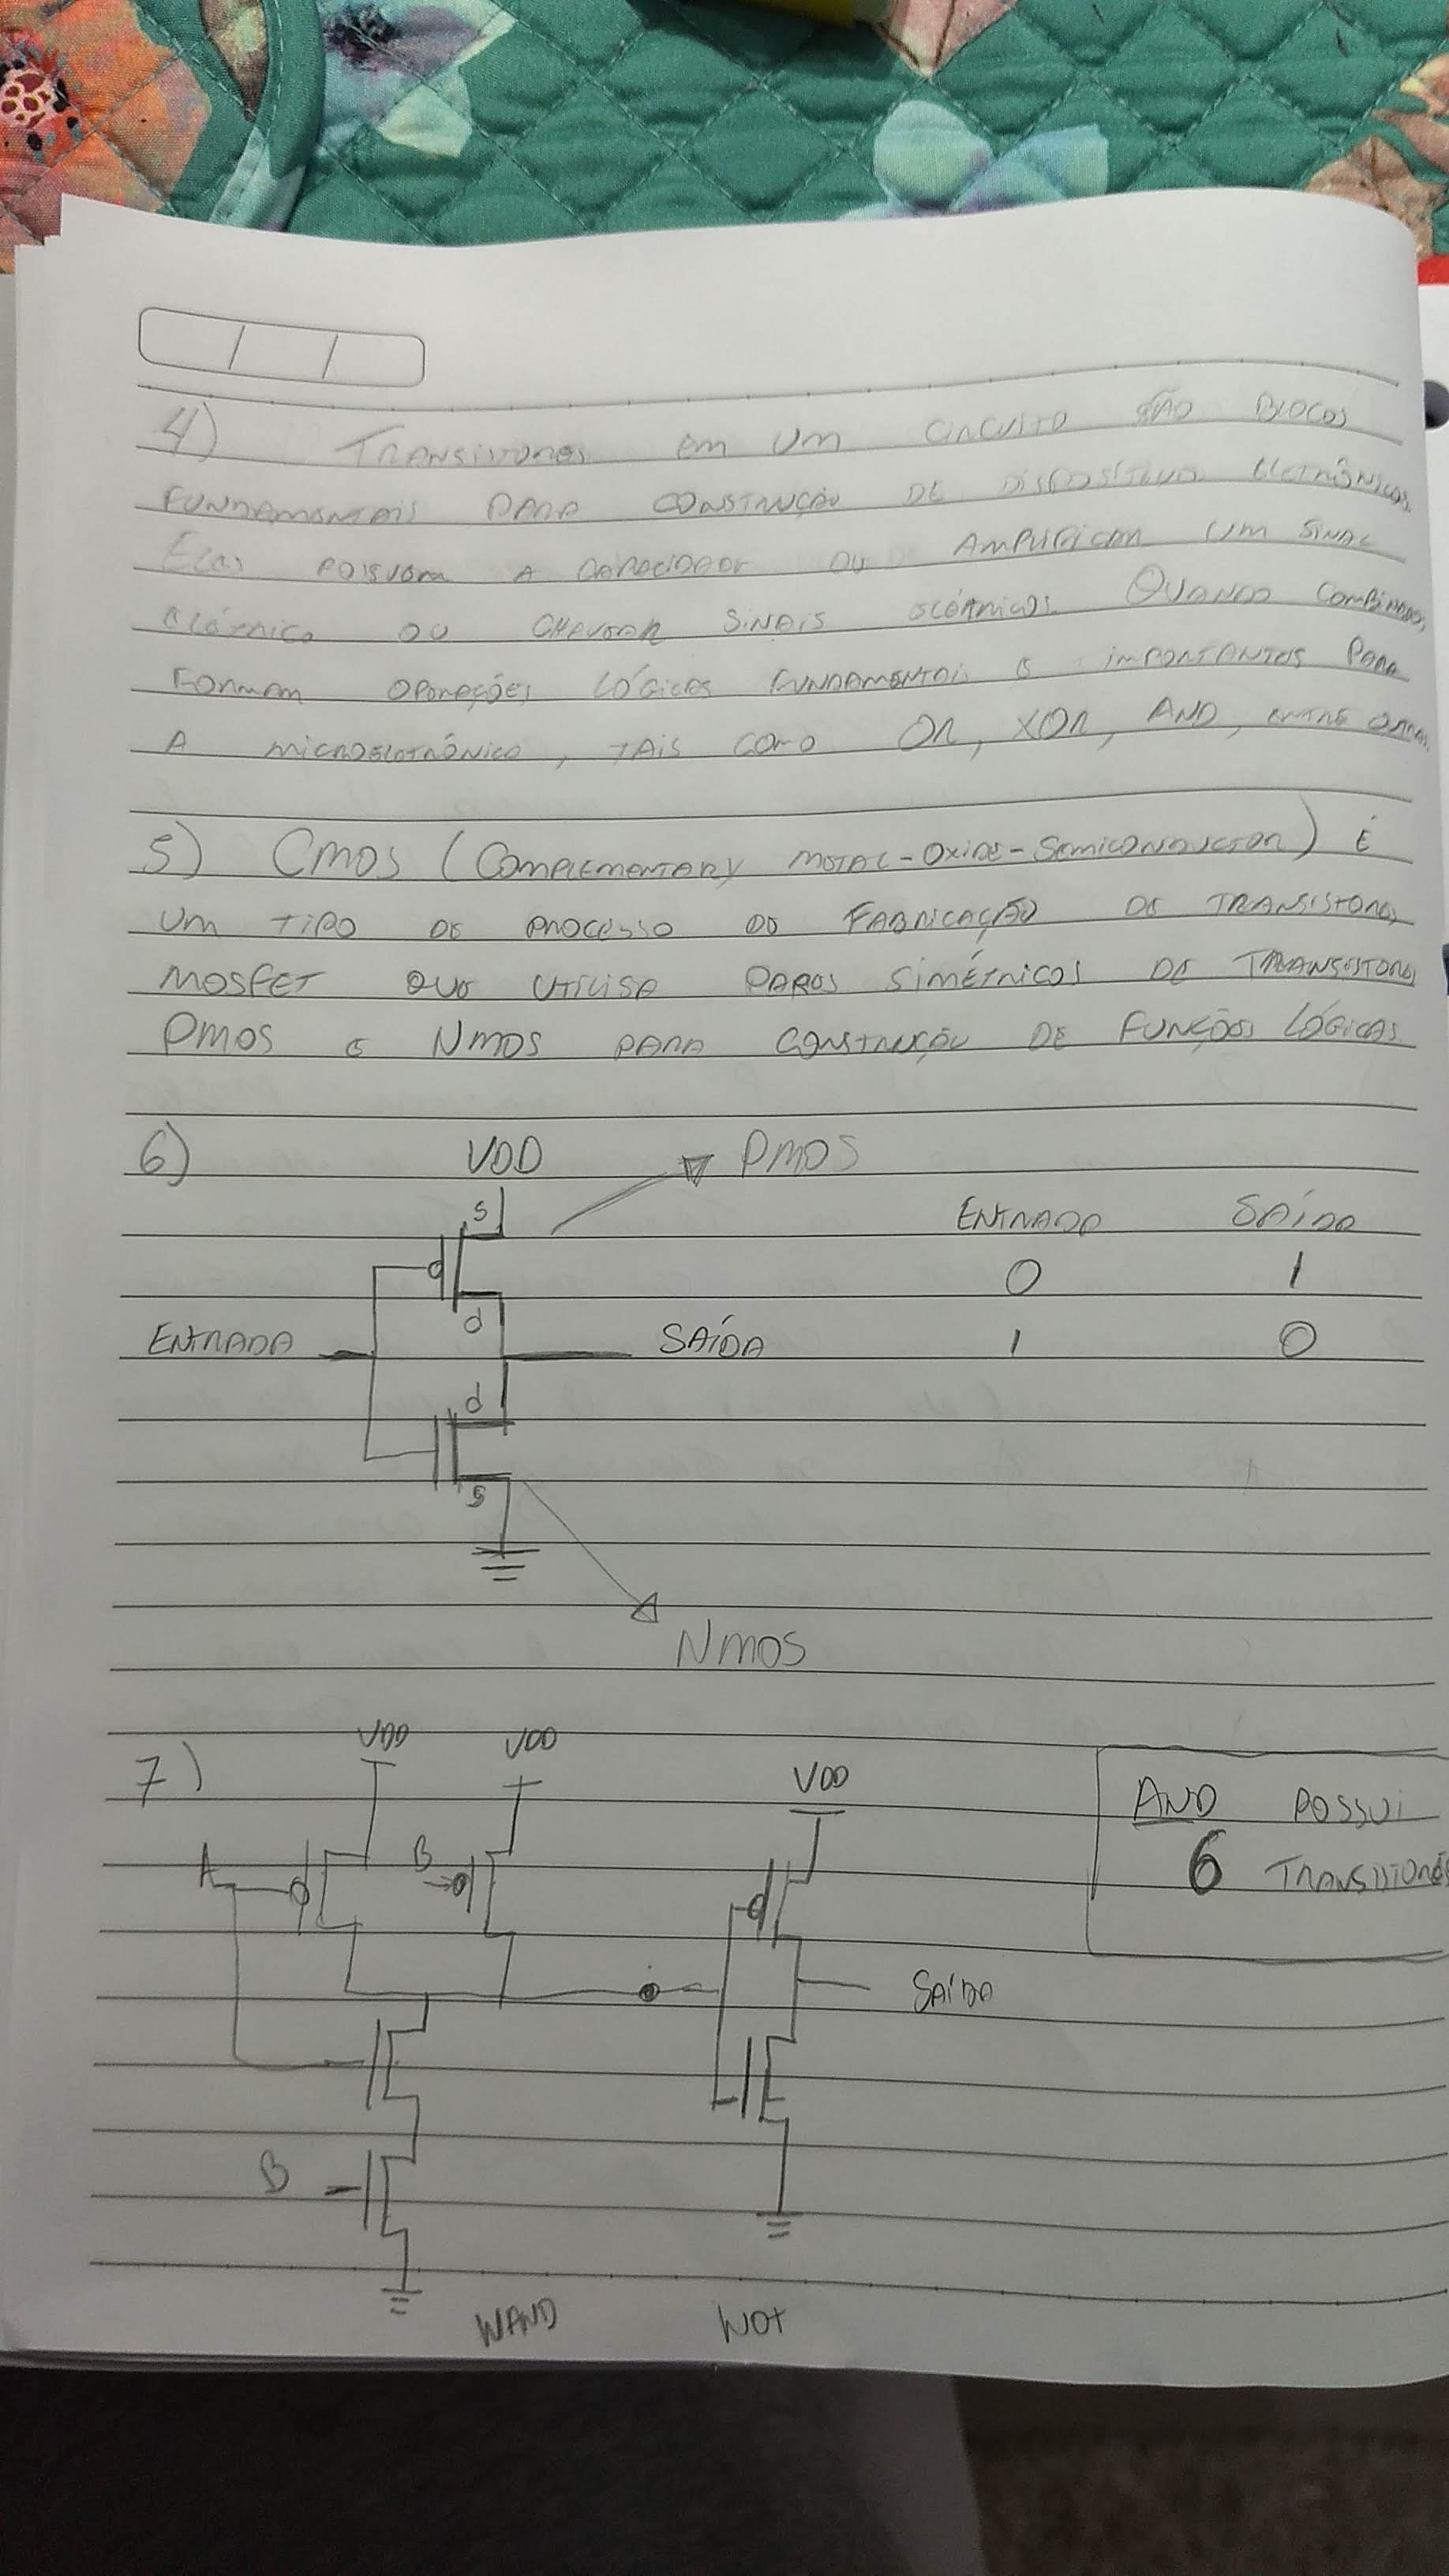 4) TRANSISTORES EM UM CIRCUITO SÃO BLOCOS
FUNDAMENTAIS PARA CONSTRUÇÃO DE DISPOSITIVOS ELETRÔNICOS.
ELES POSSUEM A CAPACIDADE OU AMPLIFICAR UM SINAL
ELÉTRICO OU CHAVEAR SINAIS ELÉTRICOS. QUANDO COMBINADOS,
FORMAM OPERAÇÕES LÓGICAS FUNDAMENTAIS E IMPORTANTES PARA
A MICROELETRÔNICA, TAIS COMO OR, XOR, AND, ENTRE OUTRAS.
5) CMOS (COMPLEMENTARY METAL-OXIDE-SEMICONDUCTOR) É
UM TIPO DE PROCESSO DE FABRICAÇÃO DE TRANSISTORES
MOSFET QUE UTILISA PARES SIMÉTRICOS DE TRANSISTORES
PMOS E NMOS PARA CONSTRUÇÃO DE FUNÇÕES LÓGICAS
6) VDD PMOS
S
ENTRADA SAÍDA
0 1
d
ENTRADA SAÍDA 1 0
d
S
NMOS
7) VDD VDD VDD
AND POSSUI
6 TRANSISTORES
A B
SAÍDA
B
NAND NOT